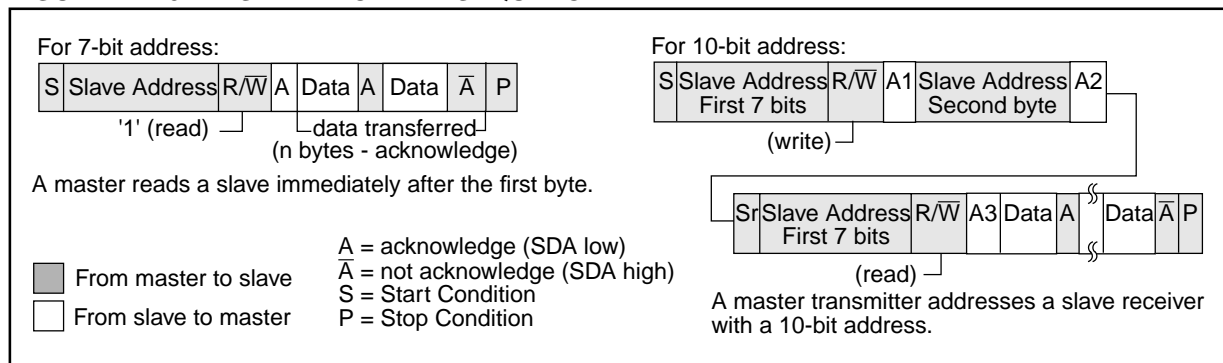 For 7-bit address:
S Slave Address R/W̅ A Data A Data A̅ P
'1' (read)
data transferred
(n bytes - acknowledge)
A master reads a slave immediately after the first byte.
From master to slave
From slave to master
A = acknowledge (SDA low)
A̅ = not acknowledge (SDA high)
S = Start Condition
P = Stop Condition
For 10-bit address:
S Slave Address First 7 bits R/W̅ A1 Slave Address Second byte A2
(write)
Sr Slave Address First 7 bits R/W̅ A3 Data A Data A̅ P
(read)
A master transmitter addresses a slave receiver
with a 10-bit address.